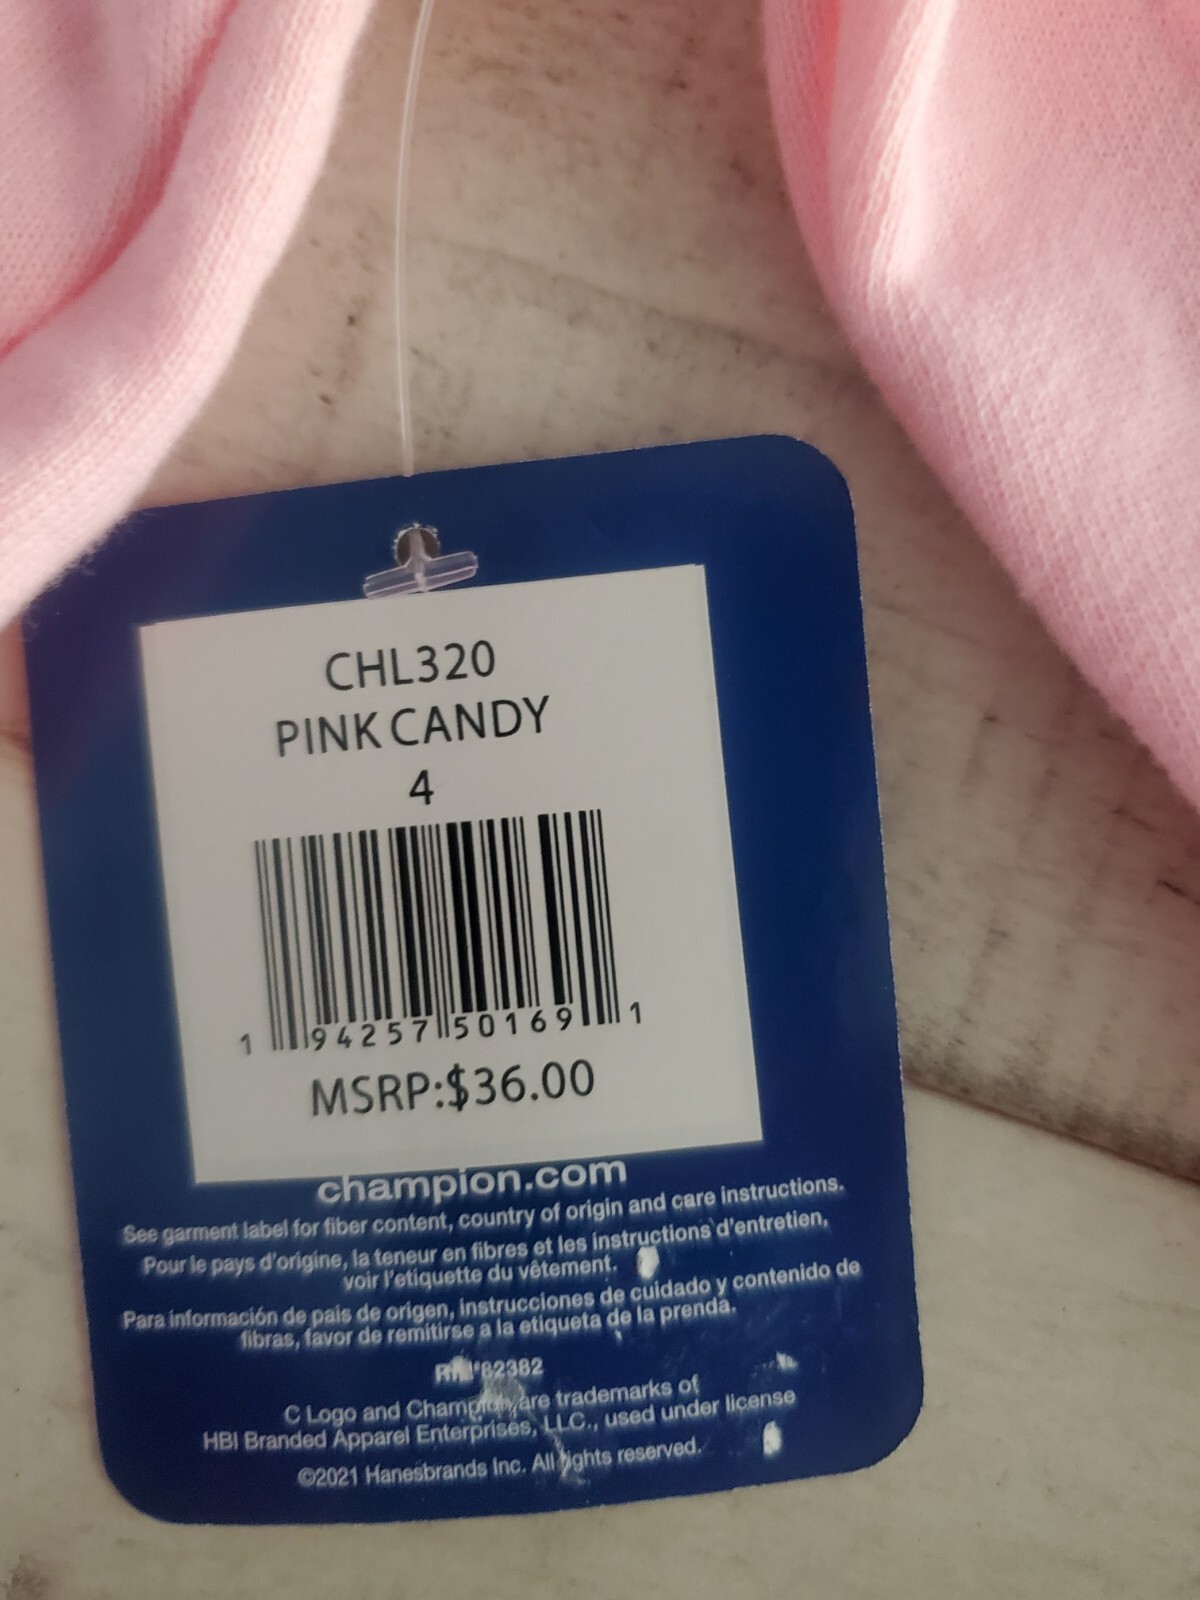 CHL320
PINK CANDY
4
1 94257 50169 1
MSRP:$36.00
champion.com
See garment label for fiber content, country of origin and care instructions.
Pour le pays d'origine, la teneur en fibres et les instructions d'entretien,
voir l'etiquette du vêtement.
Para información de pais de origen, instrucciones de cuidado y contenido de
fibras, favor de remitirse a la etiqueta de la prenda.
82382
C Logo and Champion are trademarks of
HBI Branded Apparel Enterprises, LLC., used under license
©2021 Hanesbrands Inc. All rights reserved.